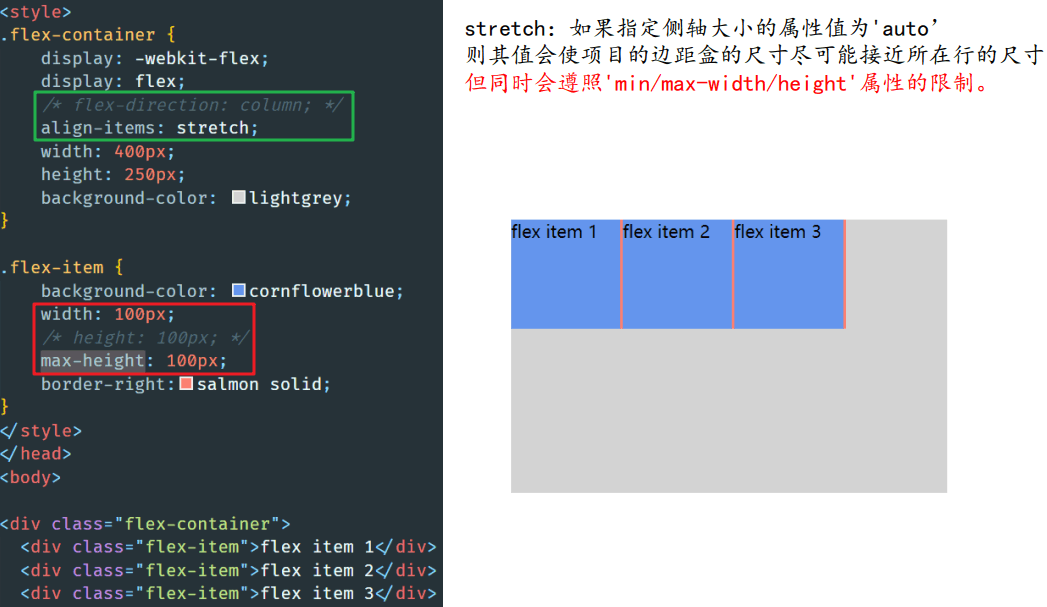 <style>
.flex-container {
    display: -webkit-flex;
    display: flex;
    /* flex-direction: column; */
    align-items: stretch;
    width: 400px;
    height: 250px;
    background-color: lightgrey;
}

.flex-item {
    background-color: cornflowerblue;
    width: 100px;
    /* height: 100px; */
    max-height: 100px;
    border-right: salmon solid;
}
</style>
</head>
<body>

<div class="flex-container">
  <div class="flex-item">flex item 1</div>
  <div class="flex-item">flex item 2</div>
  <div class="flex-item">flex item 3</div>
stretch: 如果指定侧轴大小的属性值为'auto’
则其值会使项目的边距盒的尺寸尽可能接近所在行的尺寸
但同时会遵照'min/max-width/height'属性的限制。
flex item 1 flex item 2 flex item 3